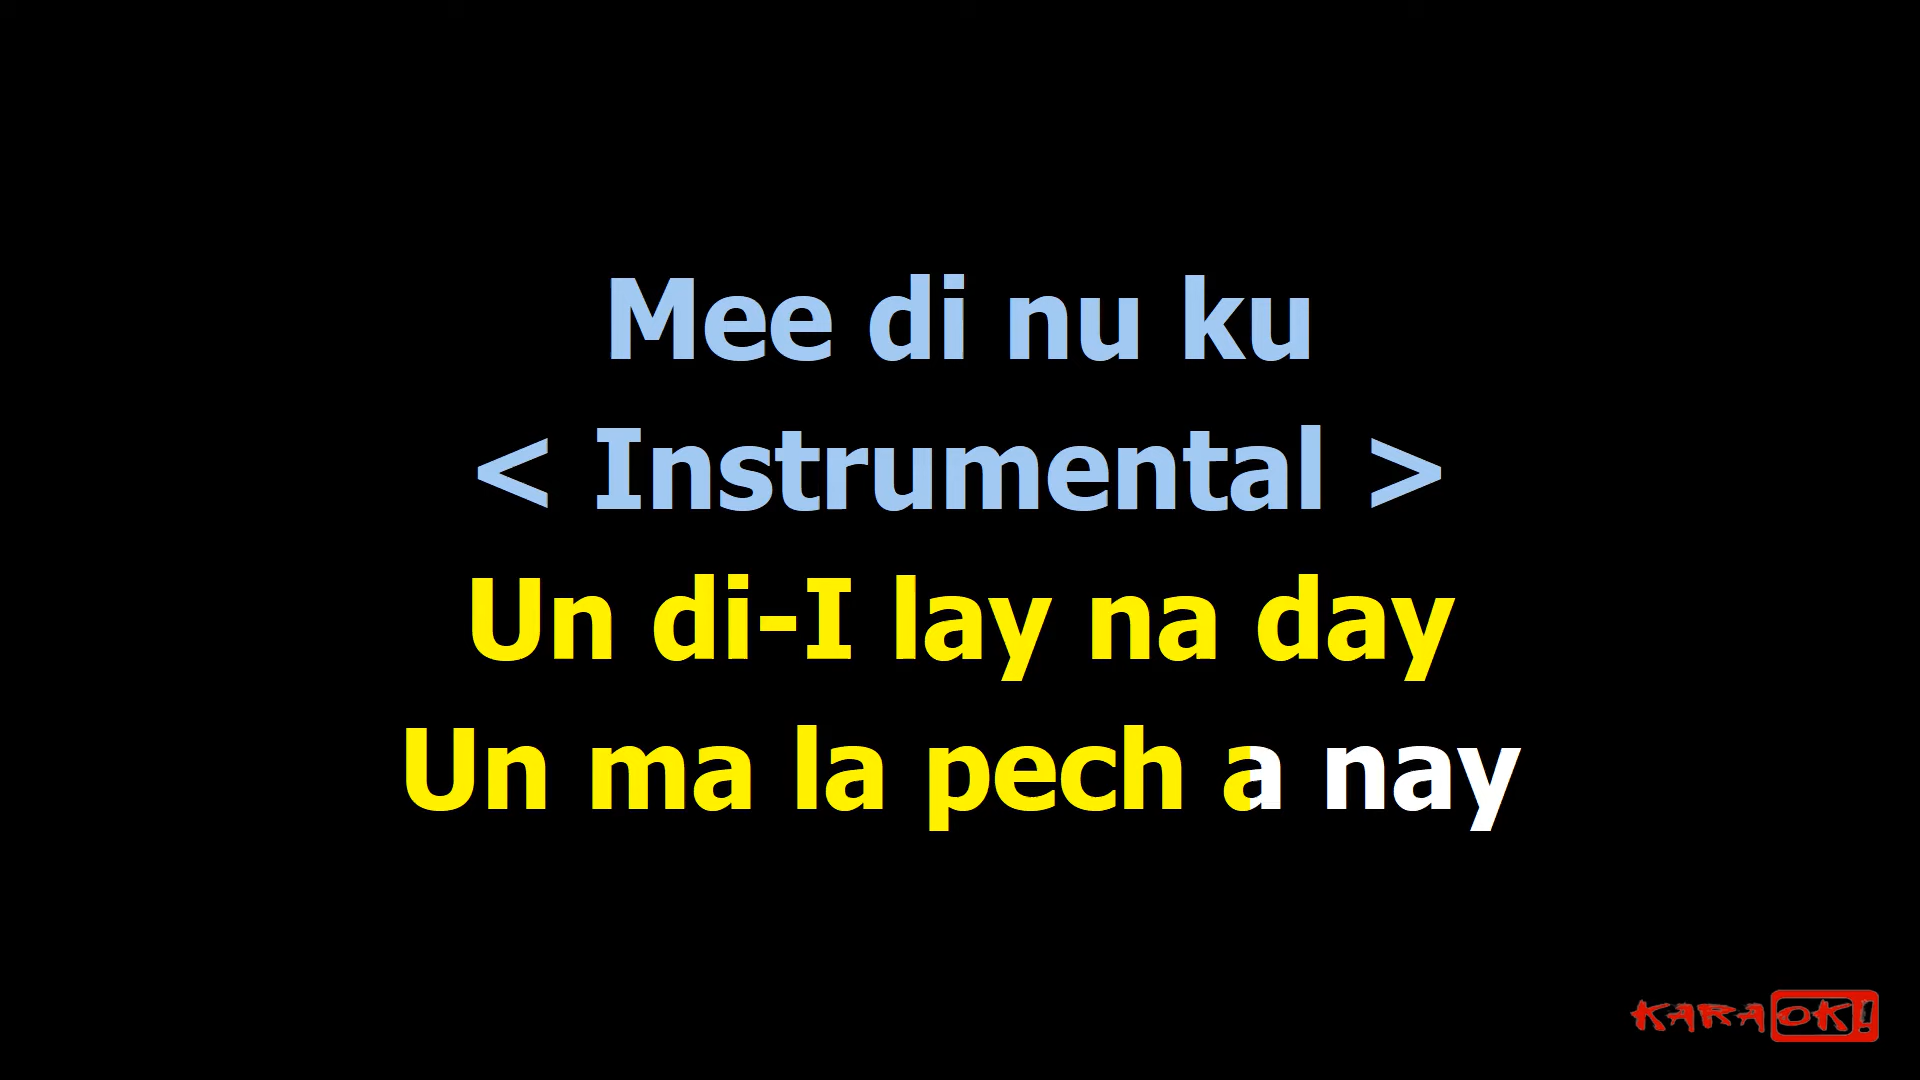 Mee di nu ku
< Instrumental >
Un di-I lay na day
Un ma la pech a nay
KARAOK!